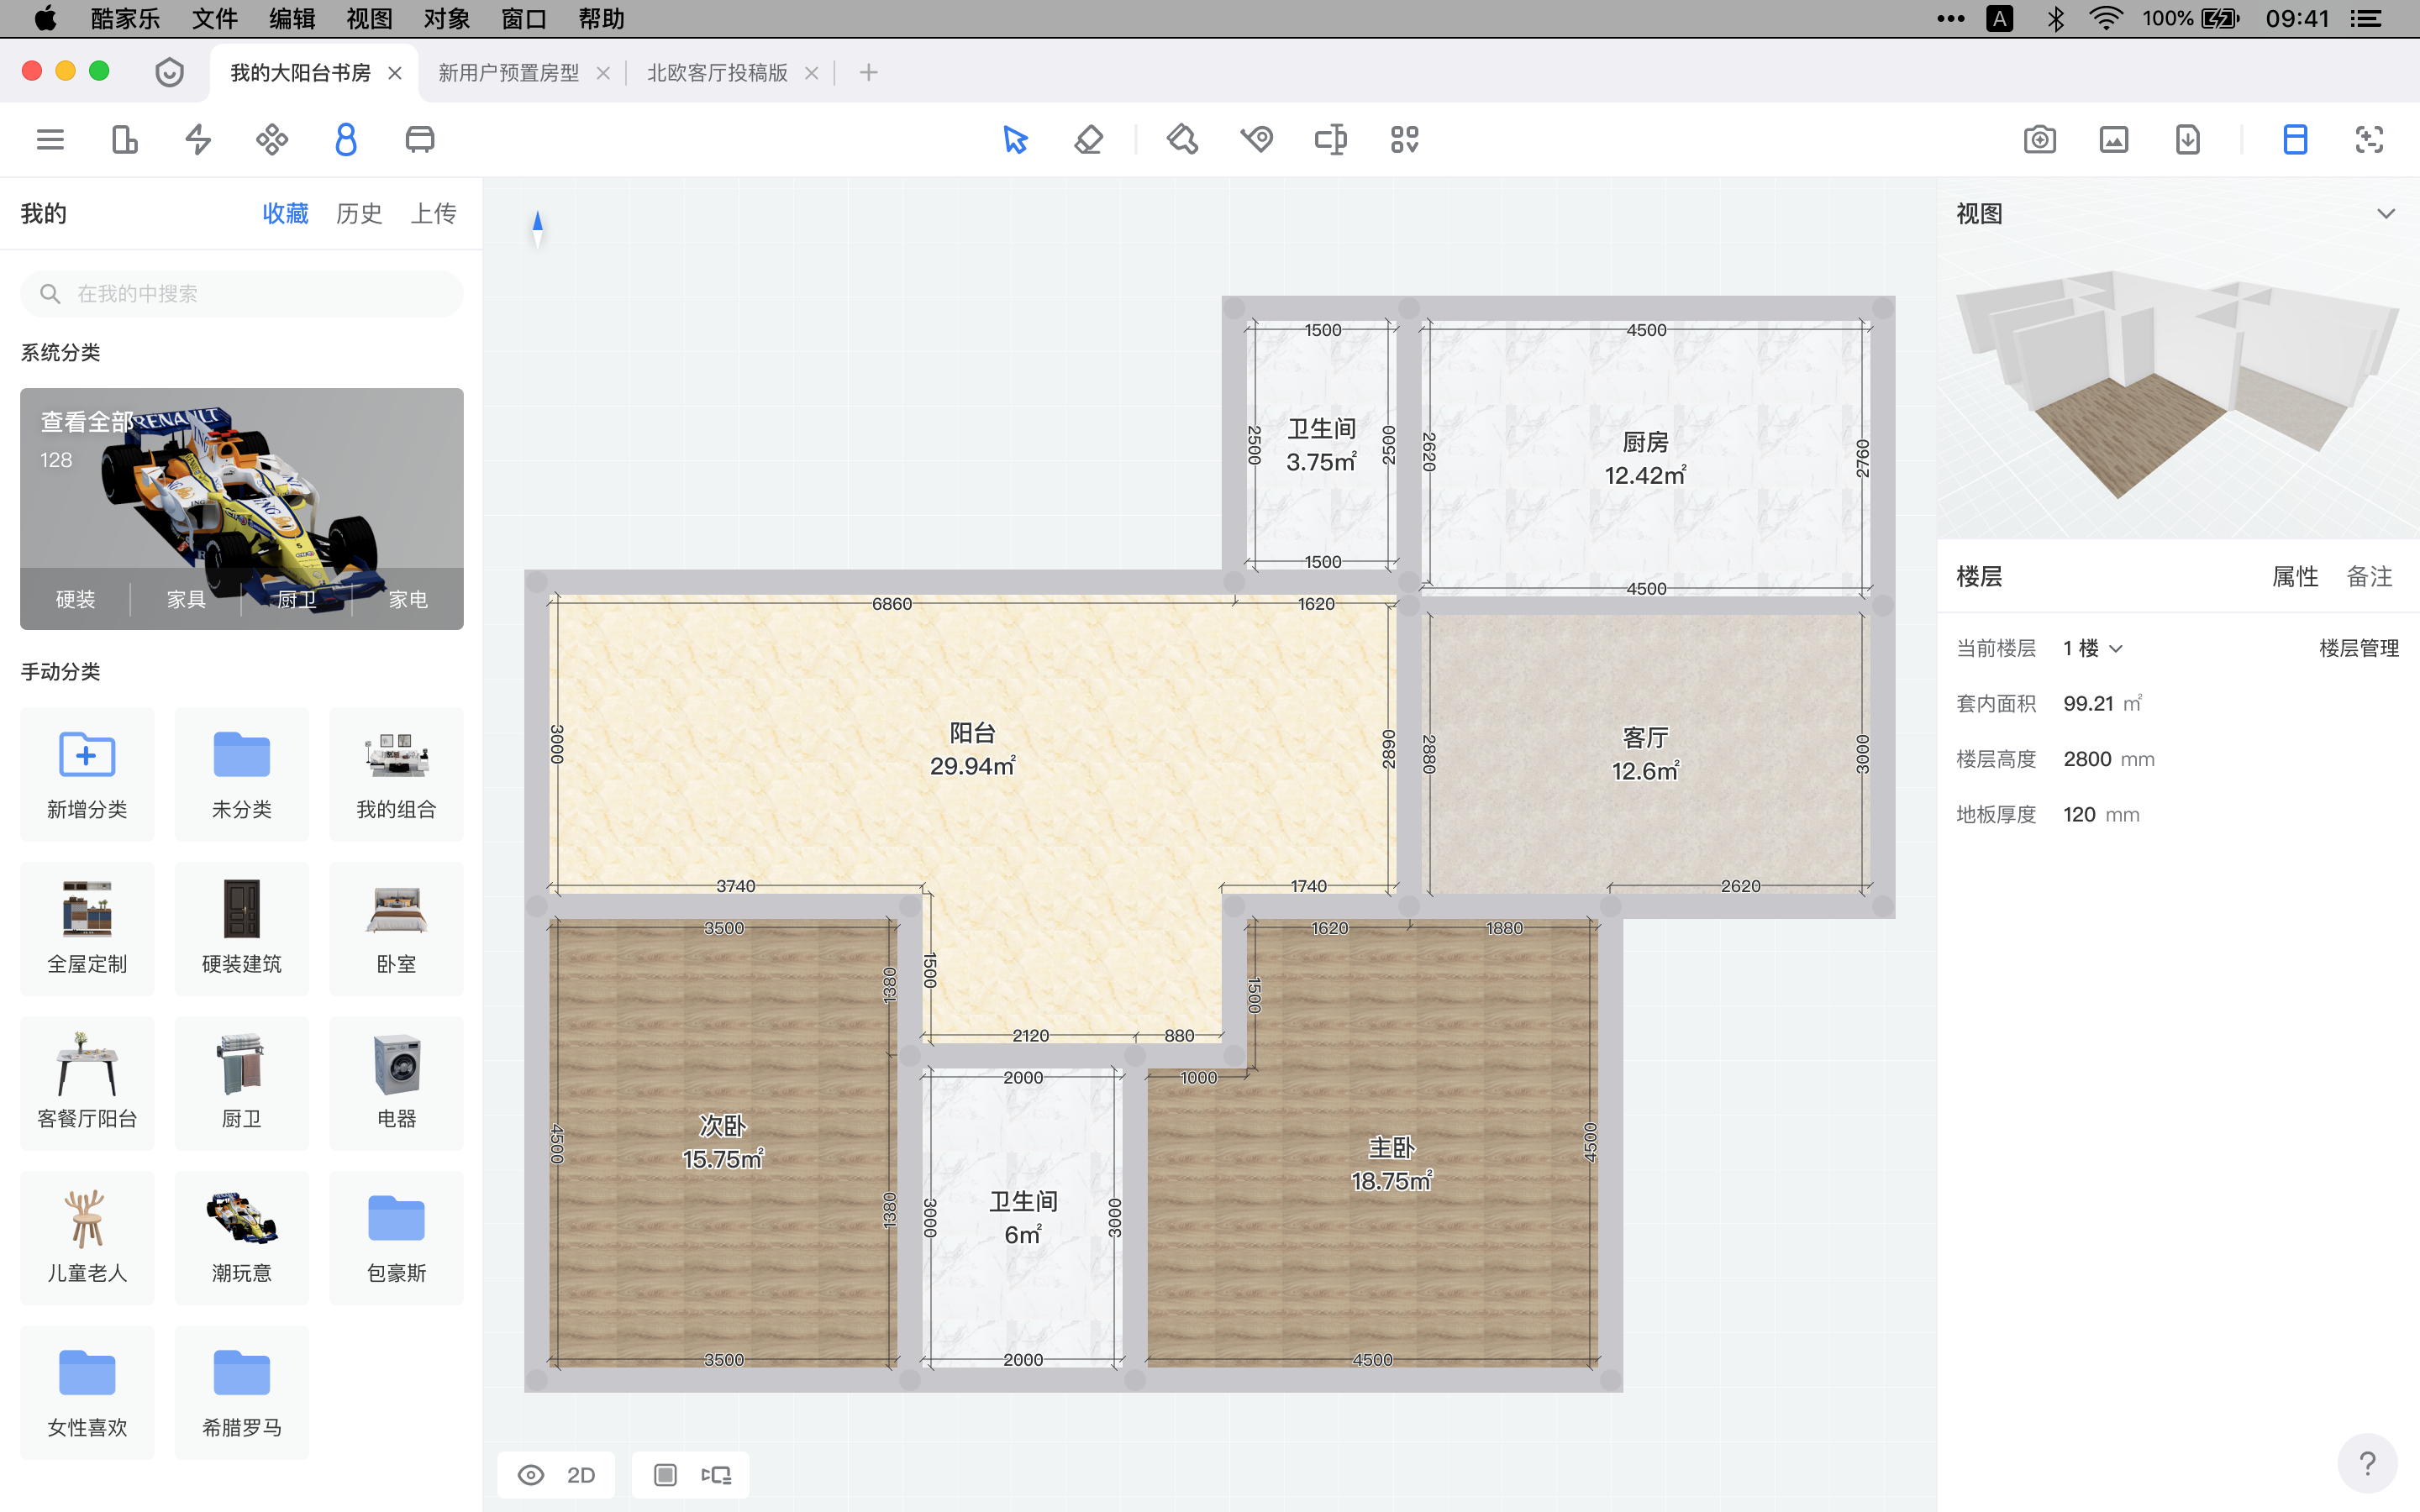 酷家乐 文件 编辑 视图 对象 窗口 帮助 A 100% 09:41
我的大阳台书房 新用户预置房型 北欧客厅投稿版
我的 收藏 历史 上传
在我的中搜索
系统分类
查看全部
128
RENAULT
ING
ING
5
硬装 家具 厨卫 家电
手动分类
新增分类 未分类 我的组合
全屋定制 硬装建筑 卧室
客餐厅阳台 厨卫 电器
儿童老人 潮玩意 包豪斯
女性喜欢 希腊罗马
1500 4500
2500 卫生间 2500 2620 厨房 2760
3.75㎡ 12.42㎡
1500 4500
6860 1620
3000 阳台 2890 2880 客厅 3000
29.94㎡ 12.6㎡
3740 1740 2620
3500 1620 1880
1380 1500 1500
2120 880
2000 1000
4500 次卧 主卧 4500
15.75㎡ 18.75㎡
1380 3000 卫生间 3000
6㎡
3500 2000 4500
2D
视图
楼层 属性 备注
当前楼层 1 楼 楼层管理
套内面积 99.21 ㎡
楼层高度 2800 mm
地板厚度 120 mm
?